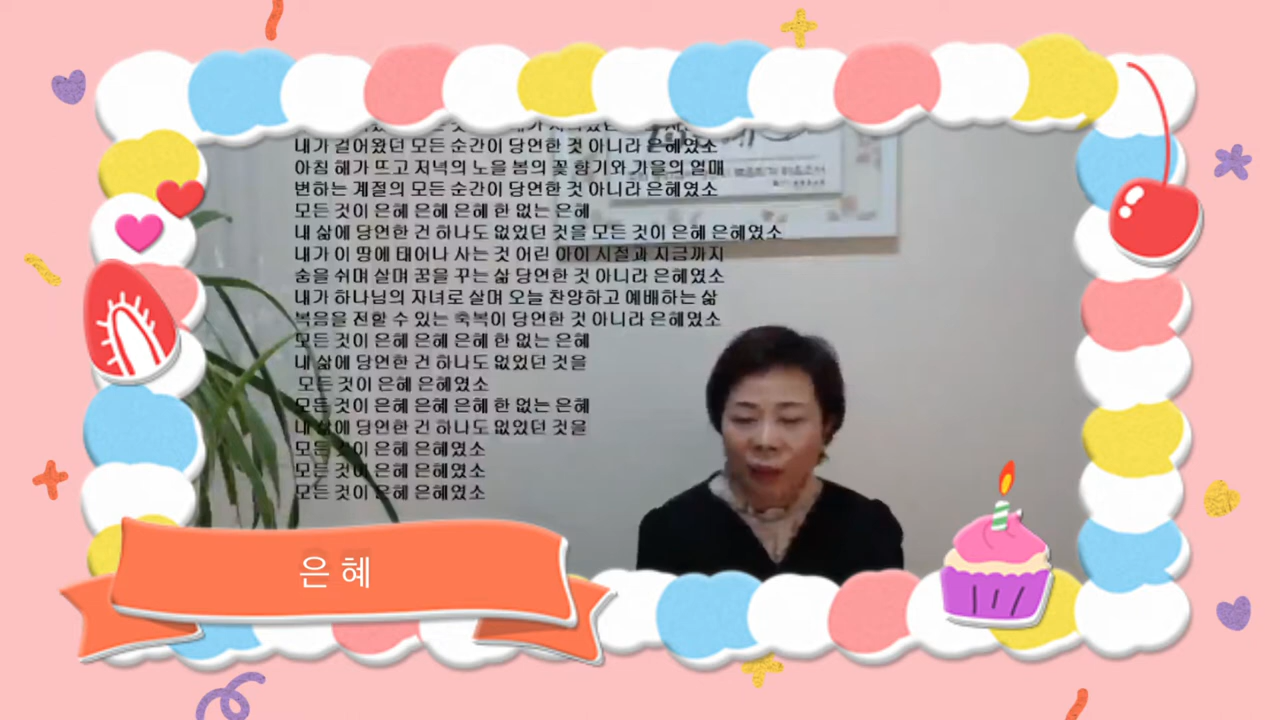 내가 걸어왔던 모든 순간이 당연한 것 아니라 은혜였소
아침 해가 뜨고 저녁의 노을 봄의 꽃 향기와 가을의 열매
변하는 계절의 모든 순간이 당연한 것 아니라 은혜였소
모든 것이 은혜 은혜 은혜 한 없는 은혜
내 삶에 당연한 건 하나도 없었던 것을 모든 것이 은혜 은혜였소
내가 이 땅에 태어나 사는 것 어린 아이 시절과 지금까지
숨을 쉬며 살며 꿈을 꾸는 삶 당연한 것 아니라 은혜였소
내가 하나님의 자녀로 살며 오늘 찬양하고 예배하는 삶
복음을 전할 수 있는 축복이 당연한 것 아니라 은혜였소
모든 것이 은혜 은혜 은혜 한 없는 은혜
내 삶에 당연한 건 하나도 없었던 것을
모든 것이 은혜 은혜였소
모든 것이 은혜 은혜 은혜 한 없는 은혜
내 삶에 당연한 건 하나도 없었던 것을
모든 것이 은혜 은혜였소
모든 것이 은혜 은혜였소
모든 것이 은혜 은혜였소
은 혜